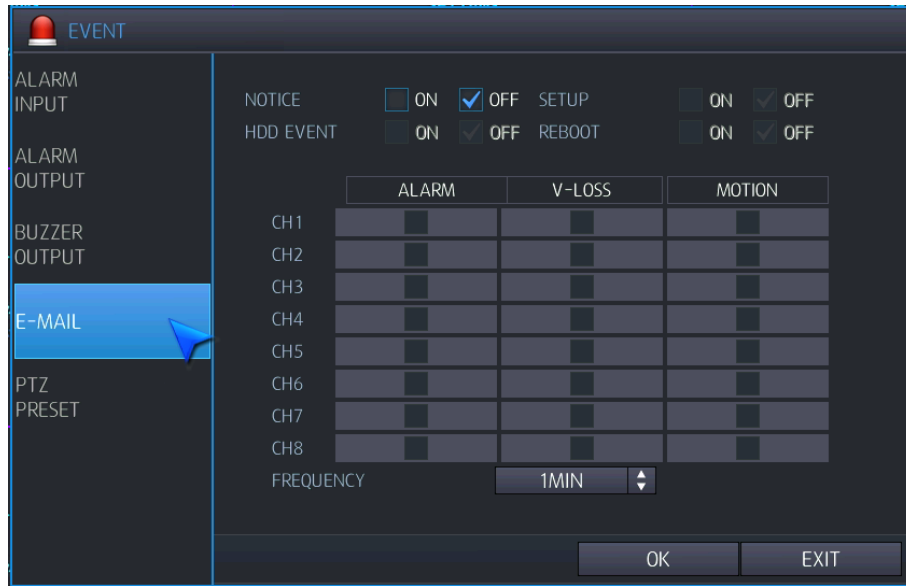 EVENT
ALARM
INPUT
ALARM
OUTPUT
BUZZER
OUTPUT
E-MAIL
PTZ
PRESET
NOTICE ON OFF SETUP ON OFF
HDD EVENT ON OFF REBOOT ON OFF
ALARM V-LOSS MOTION
CH1
CH2
CH3
CH4
CH5
CH6
CH7
CH8
FREQUENCY 1MIN
OK EXIT